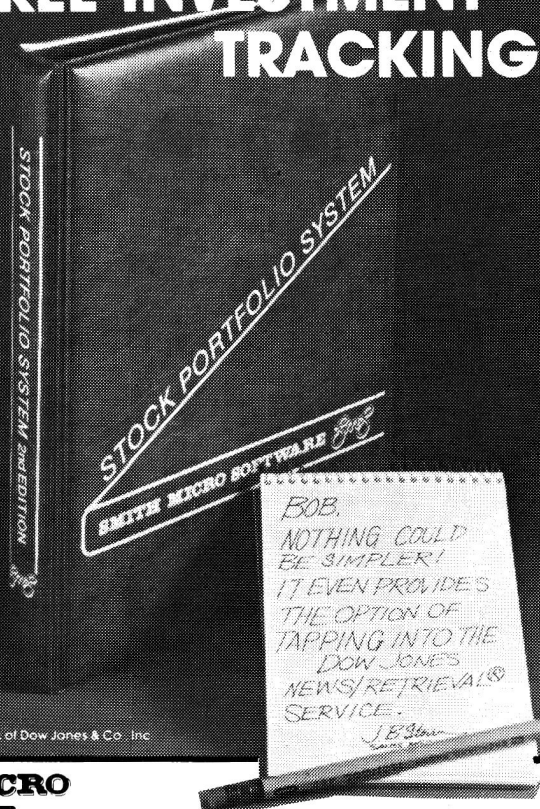 INVESTMENT
TRACKING
STOCK PORTFOLIO SYSTEM 2nd EDITION
STOCK PORTFOLIO SYSTEM
SMITH MICRO SOFTWARE
BOB,
NOTHING COULD
BE SIMPLER!
IT EVEN PROVIDES
THE OPTION OF
TAPPING INTO THE
DOW JONES
NEWS/RETRIEVAL®
SERVICE.
of Dow Jones & Co Inc